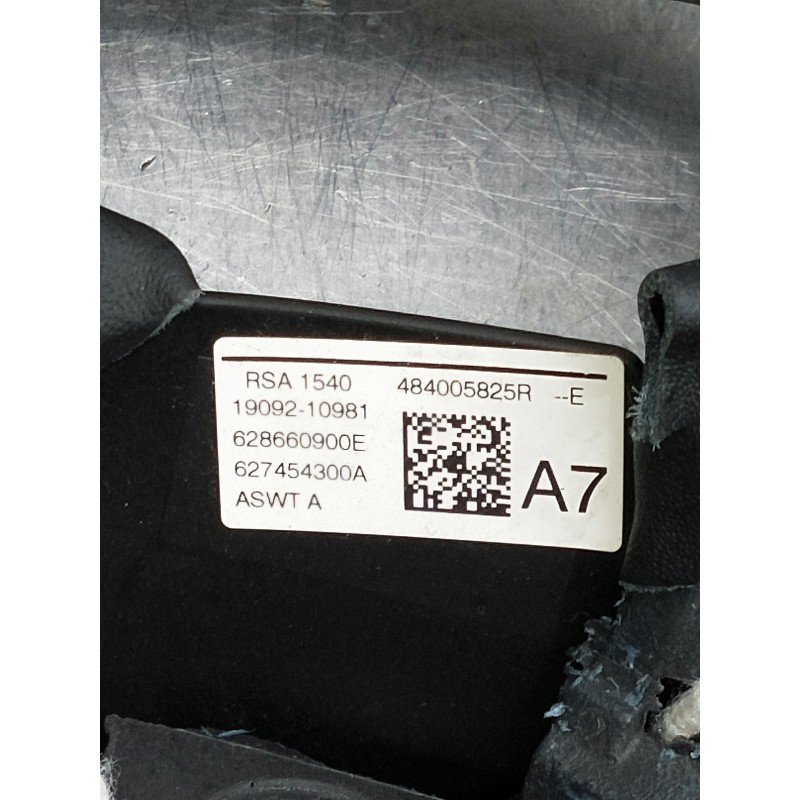 RSA 1540
484005825R --E
19092-10981
628660900E
627454300A
ASWT A
A7